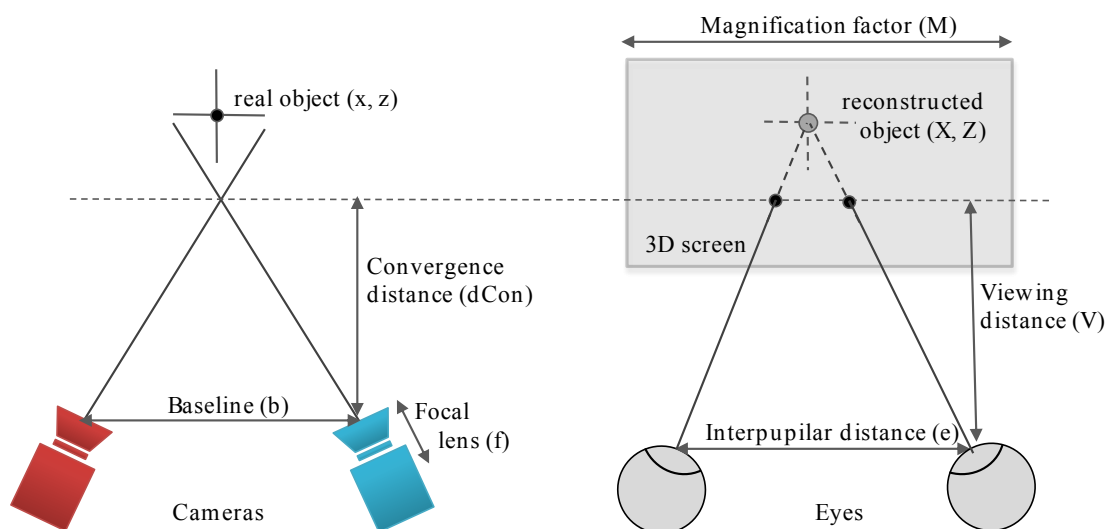 Magnification factor (M)
real object (x, z)
reconstructed
object (X, Z)
3D screen
Convergence
distance (dCon)
Viewing
distance (V)
Baseline (b)
Focal
lens (f)
Interpupilar distance (e)
Cameras
Eyes